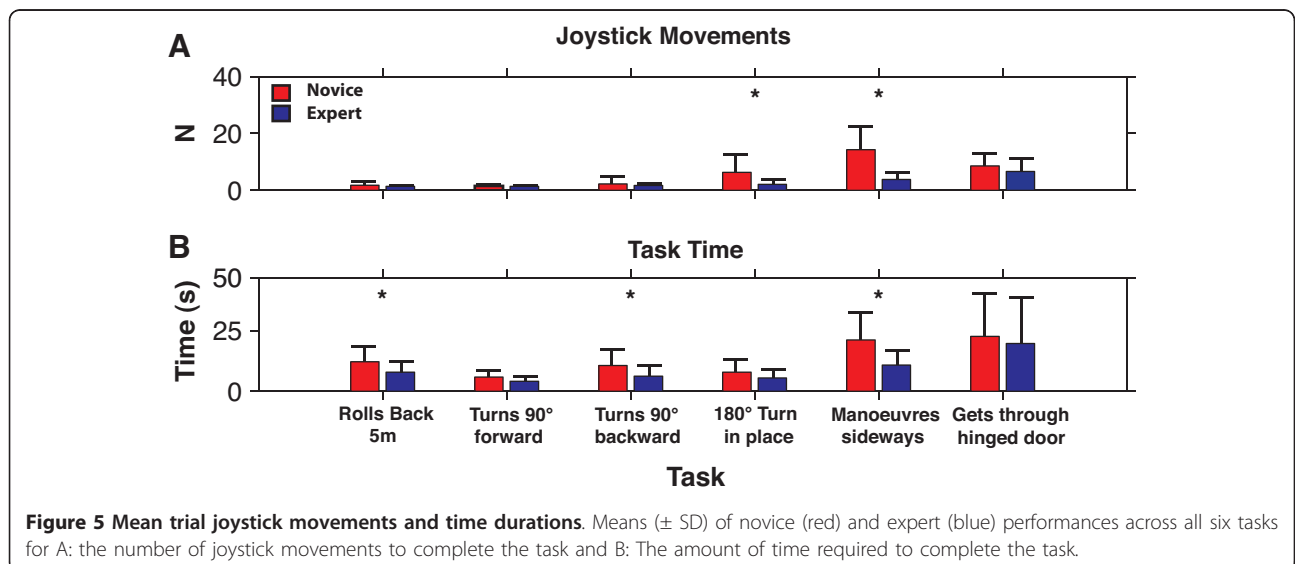 A
Joystick Movements
40
20
0
N
Novice
Expert
*
*
B
Task Time
50
25
0
Time (s)
*
*
*
Rolls Back
5m
Turns 90°
forward
Turns 90°
backward
180° Turn
in place
Manoeuvres
sideways
Gets through
hinged door
Task
Figure 5 Mean trial joystick movements and time durations. Means (± SD) of novice (red) and expert (blue) performances across all six tasks
for A: the number of joystick movements to complete the task and B: The amount of time required to complete the task.